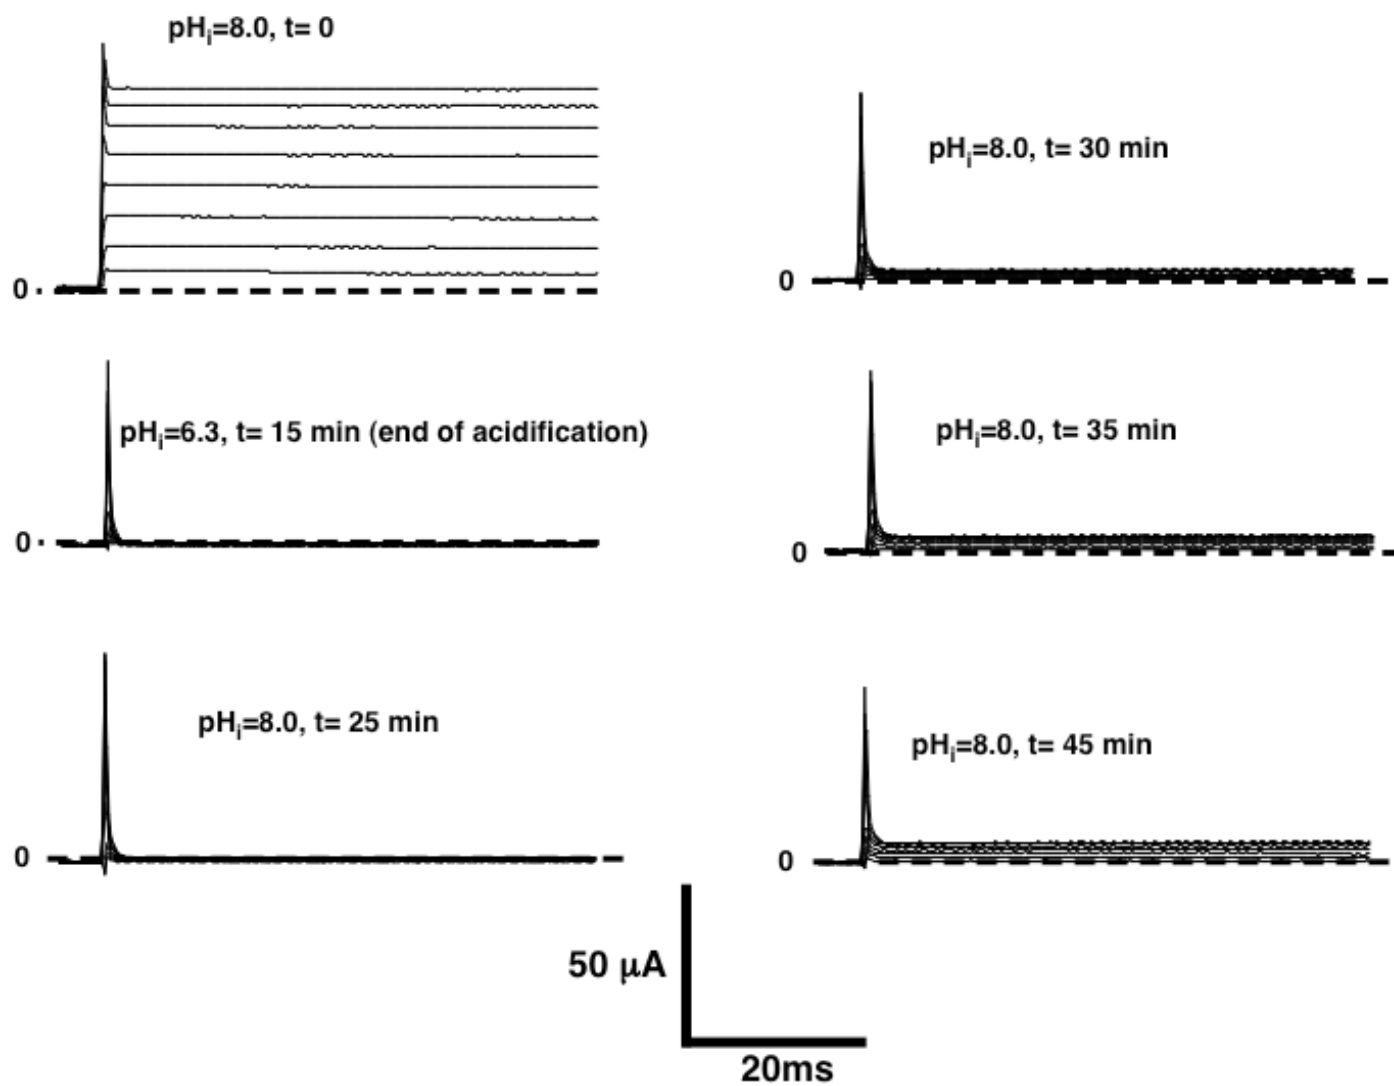 pHi=8.0, t= 0
0
pHi=6.3, t= 15 min (end of acidification)
0
pHi=8.0, t= 25 min
0
pHi=8.0, t= 30 min
0
pHi=8.0, t= 35 min
0
pHi=8.0, t= 45 min
0
50 μA
20ms